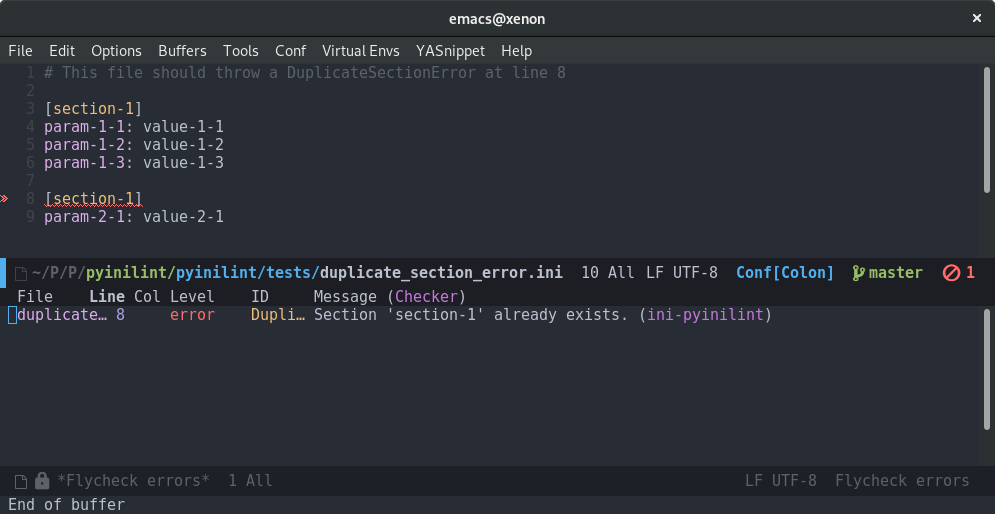 emacs@xenon ×
File Edit Options Buffers Tools Conf Virtual Envs YASnippet Help
1 # This file should throw a DuplicateSectionError at line 8
2
3 [section-1]
4 param-1-1: value-1-1
5 param-1-2: value-1-2
6 param-1-3: value-1-3
7
» 8 [section-1]
9 param-2-1: value-2-1
~/P/P/pyinilint/pyinilint/tests/duplicate_section_error.ini 10 All LF UTF-8 Conf[Colon] master 1
File Line Col Level ID Message (Checker)
duplicate… 8 error Dupli… Section 'section-1' already exists. (ini-pyinilint)
*Flycheck errors* 1 All LF UTF-8 Flycheck errors
End of buffer